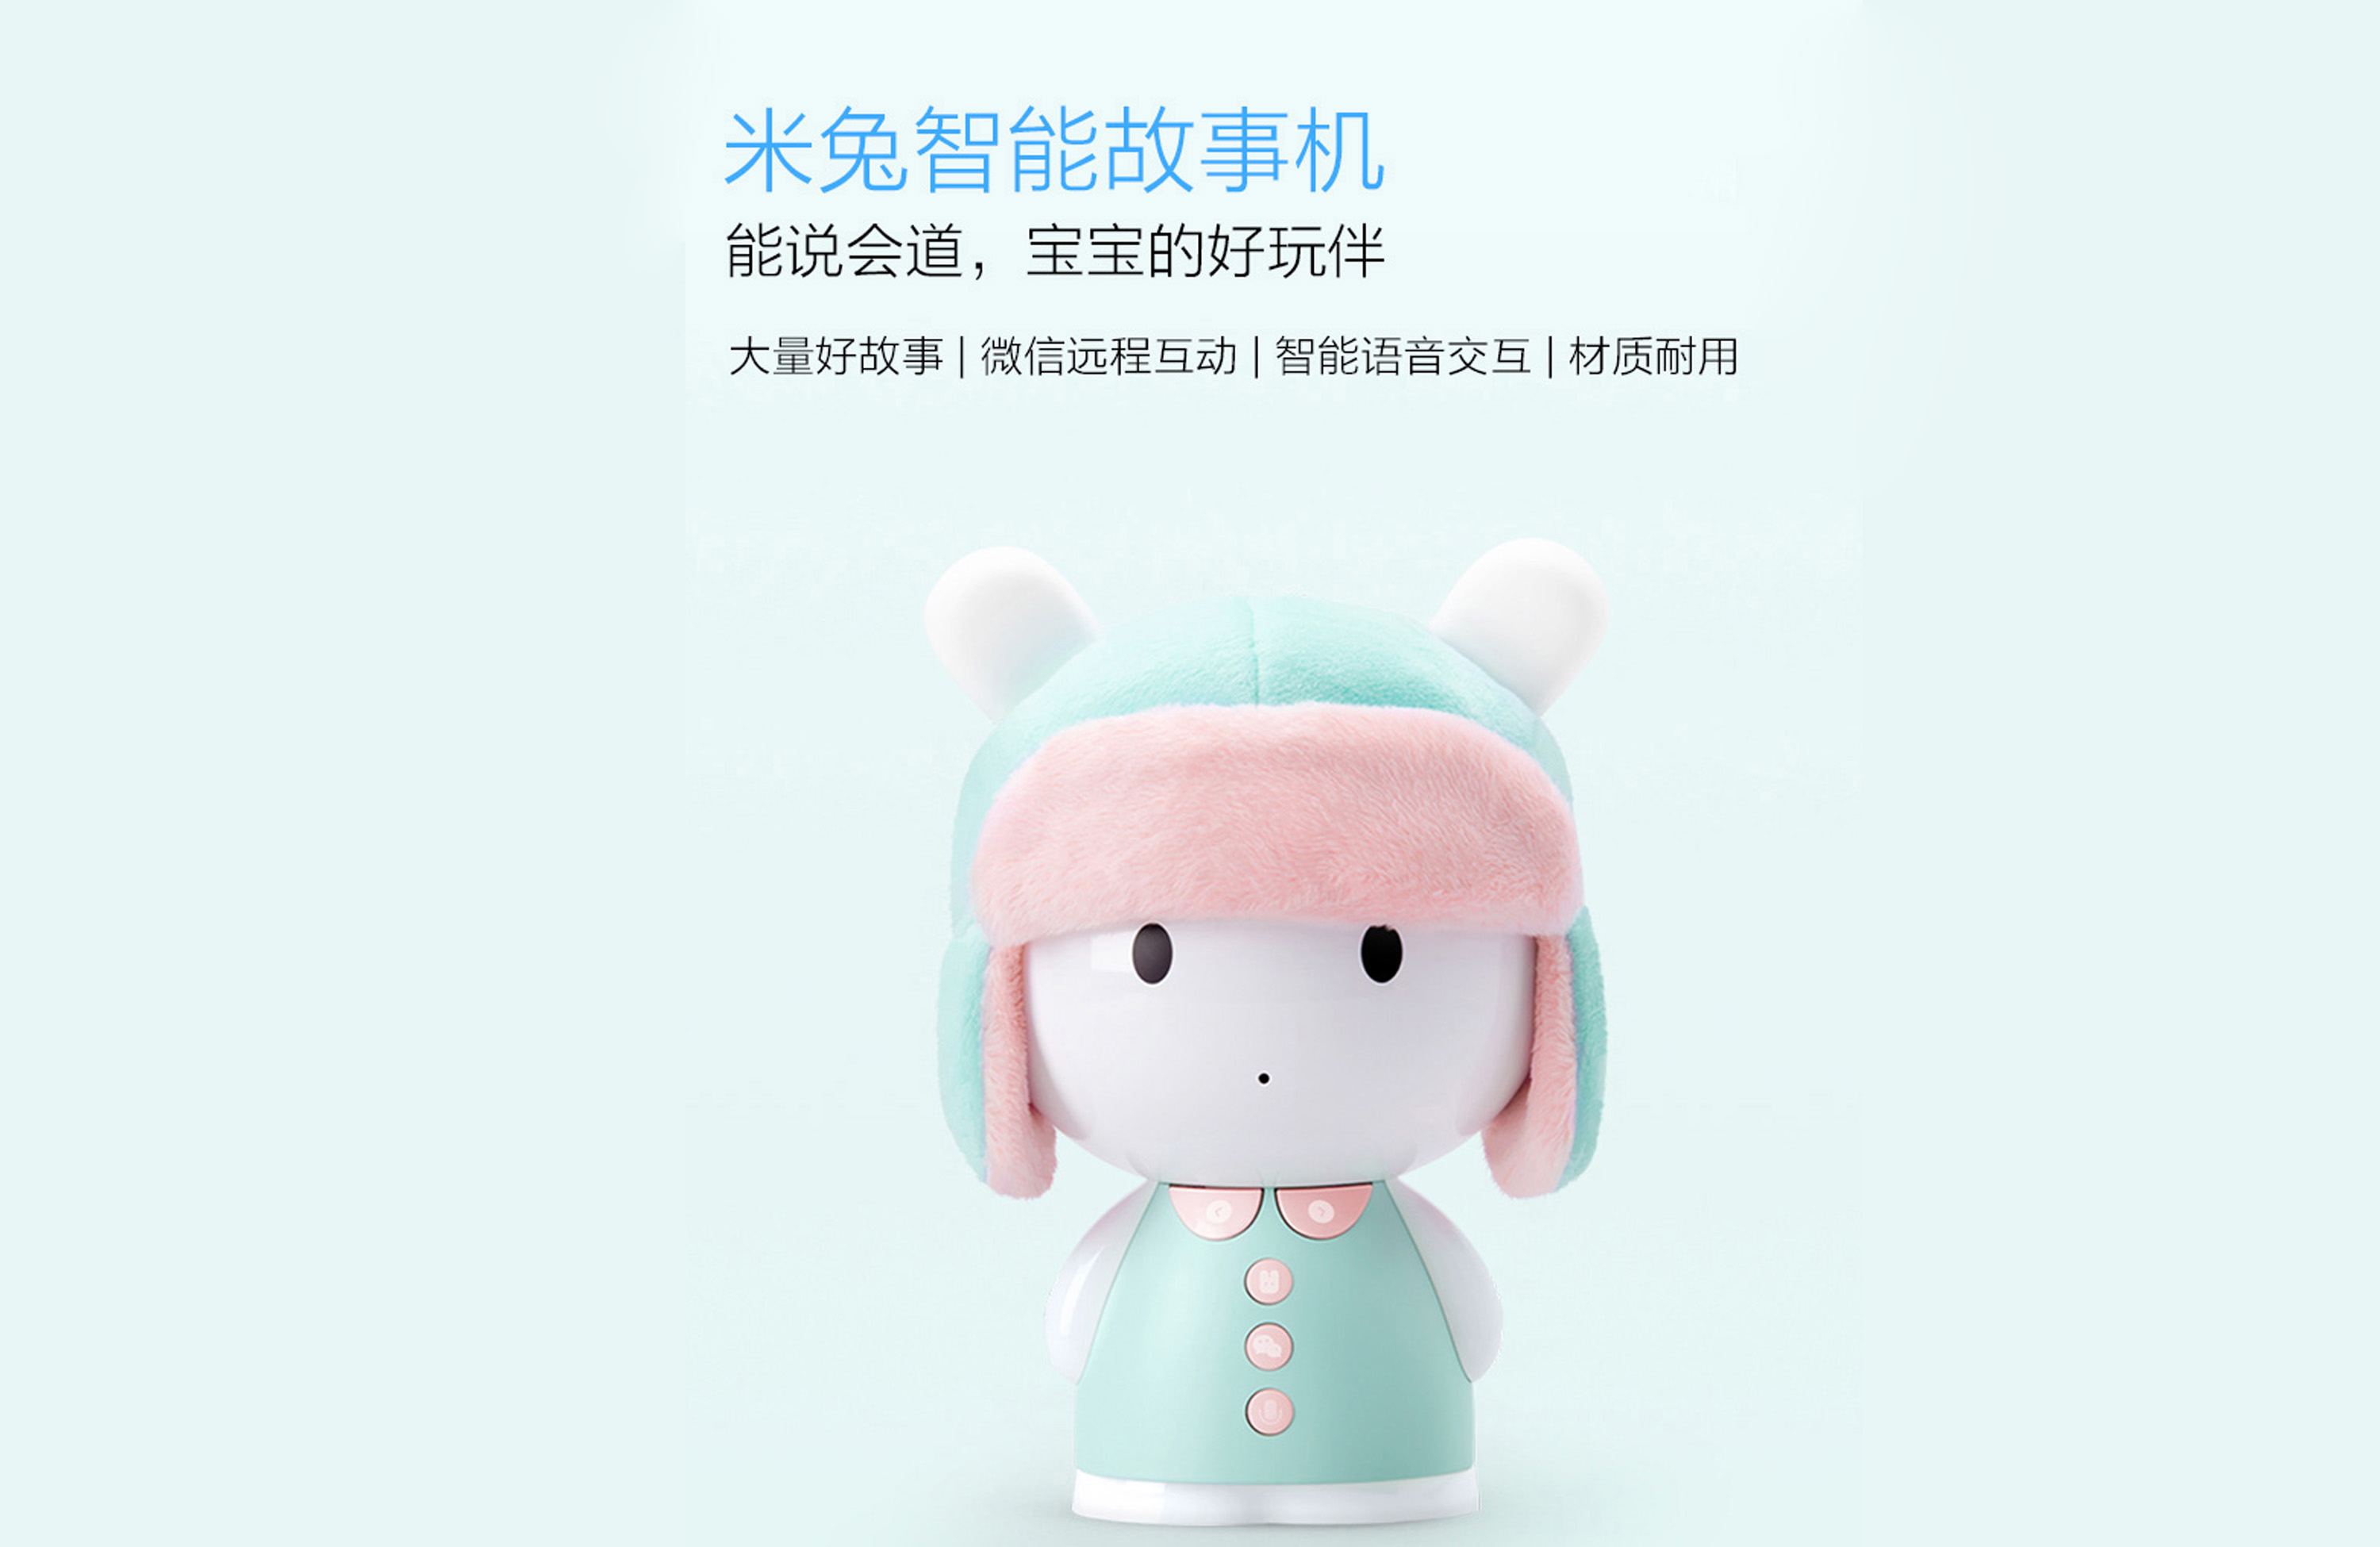 米兔智能故事机
能说会道，宝宝的好玩伴
大量好故事 | 微信远程互动 | 智能语音交互 | 材质耐用